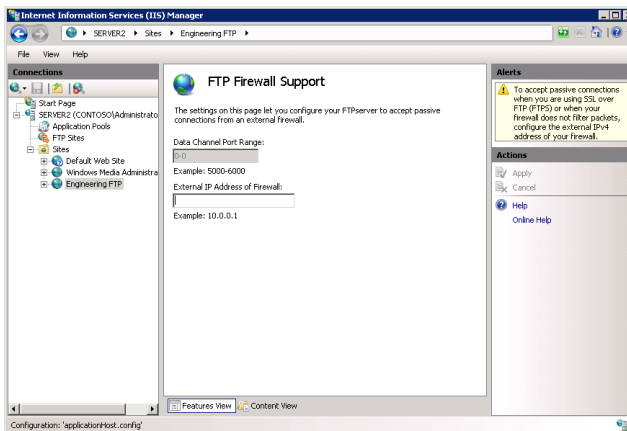 Internet Information Services (IIS) Manager
SERVER2 ▸ Sites ▸ Engineering FTP ▸
File View Help
Connections
Start Page
SERVER2 (CONTOSO\Administrato
Application Pools
FTP Sites
Sites
Default Web Site
Windows Media Administra
Engineering FTP
FTP Firewall Support
The settings on this page let you configure your FTPserver to accept passive
connections from an external firewall.
Data Channel Port Range:
0-0
Example: 5000-6000
External IP Address of Firewall:
Example: 10.0.0.1
Features View
Content View
Alerts
To accept passive connections
when you are using SSL over
FTP (FTPS) or when your
firewall does not filter packets,
configure the external IPv4
address of your firewall.
Actions
Apply
Cancel
Help
Online Help
Configuration: 'applicationHost.config'